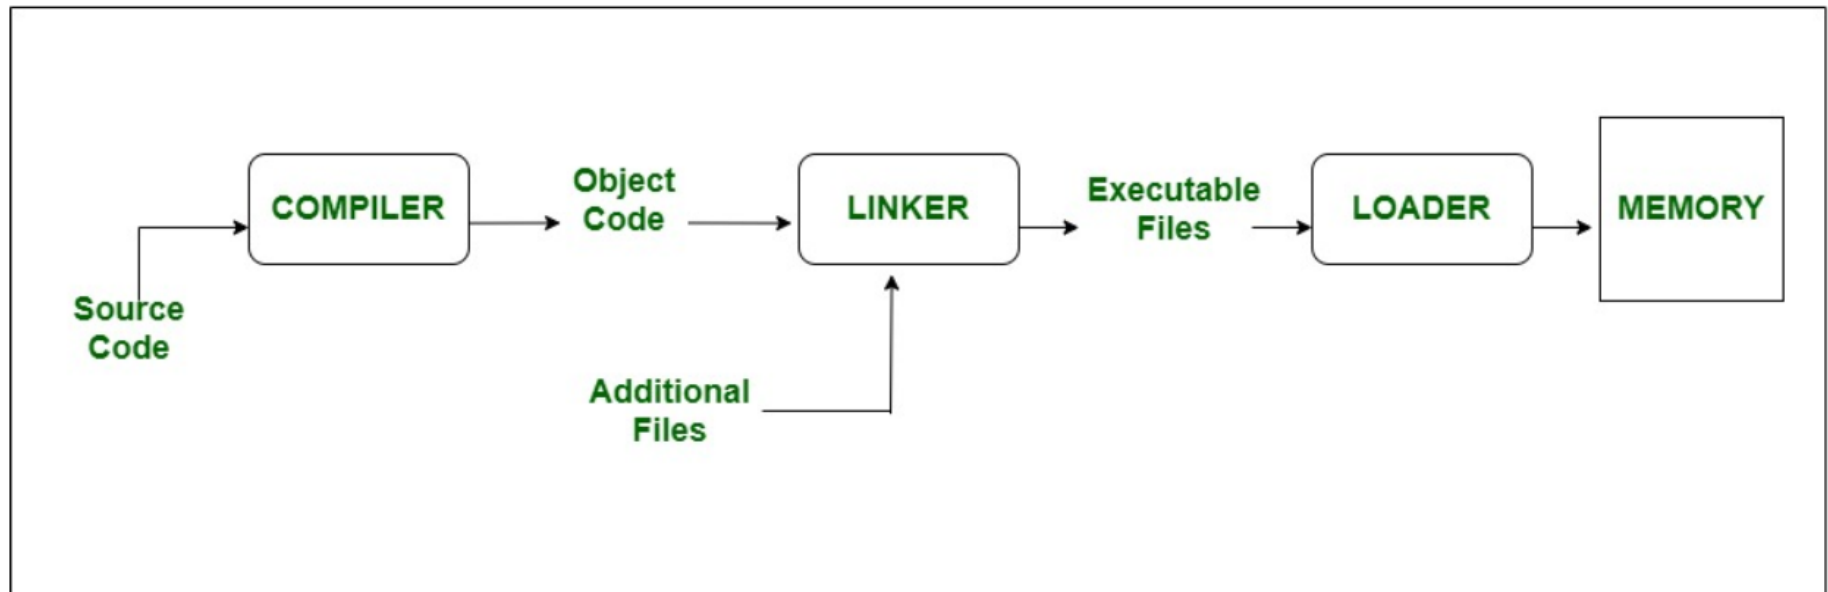 COMPILER
Object
Code
LINKER
Executable
Files
LOADER
MEMORY
Source
Code
Additional
Files